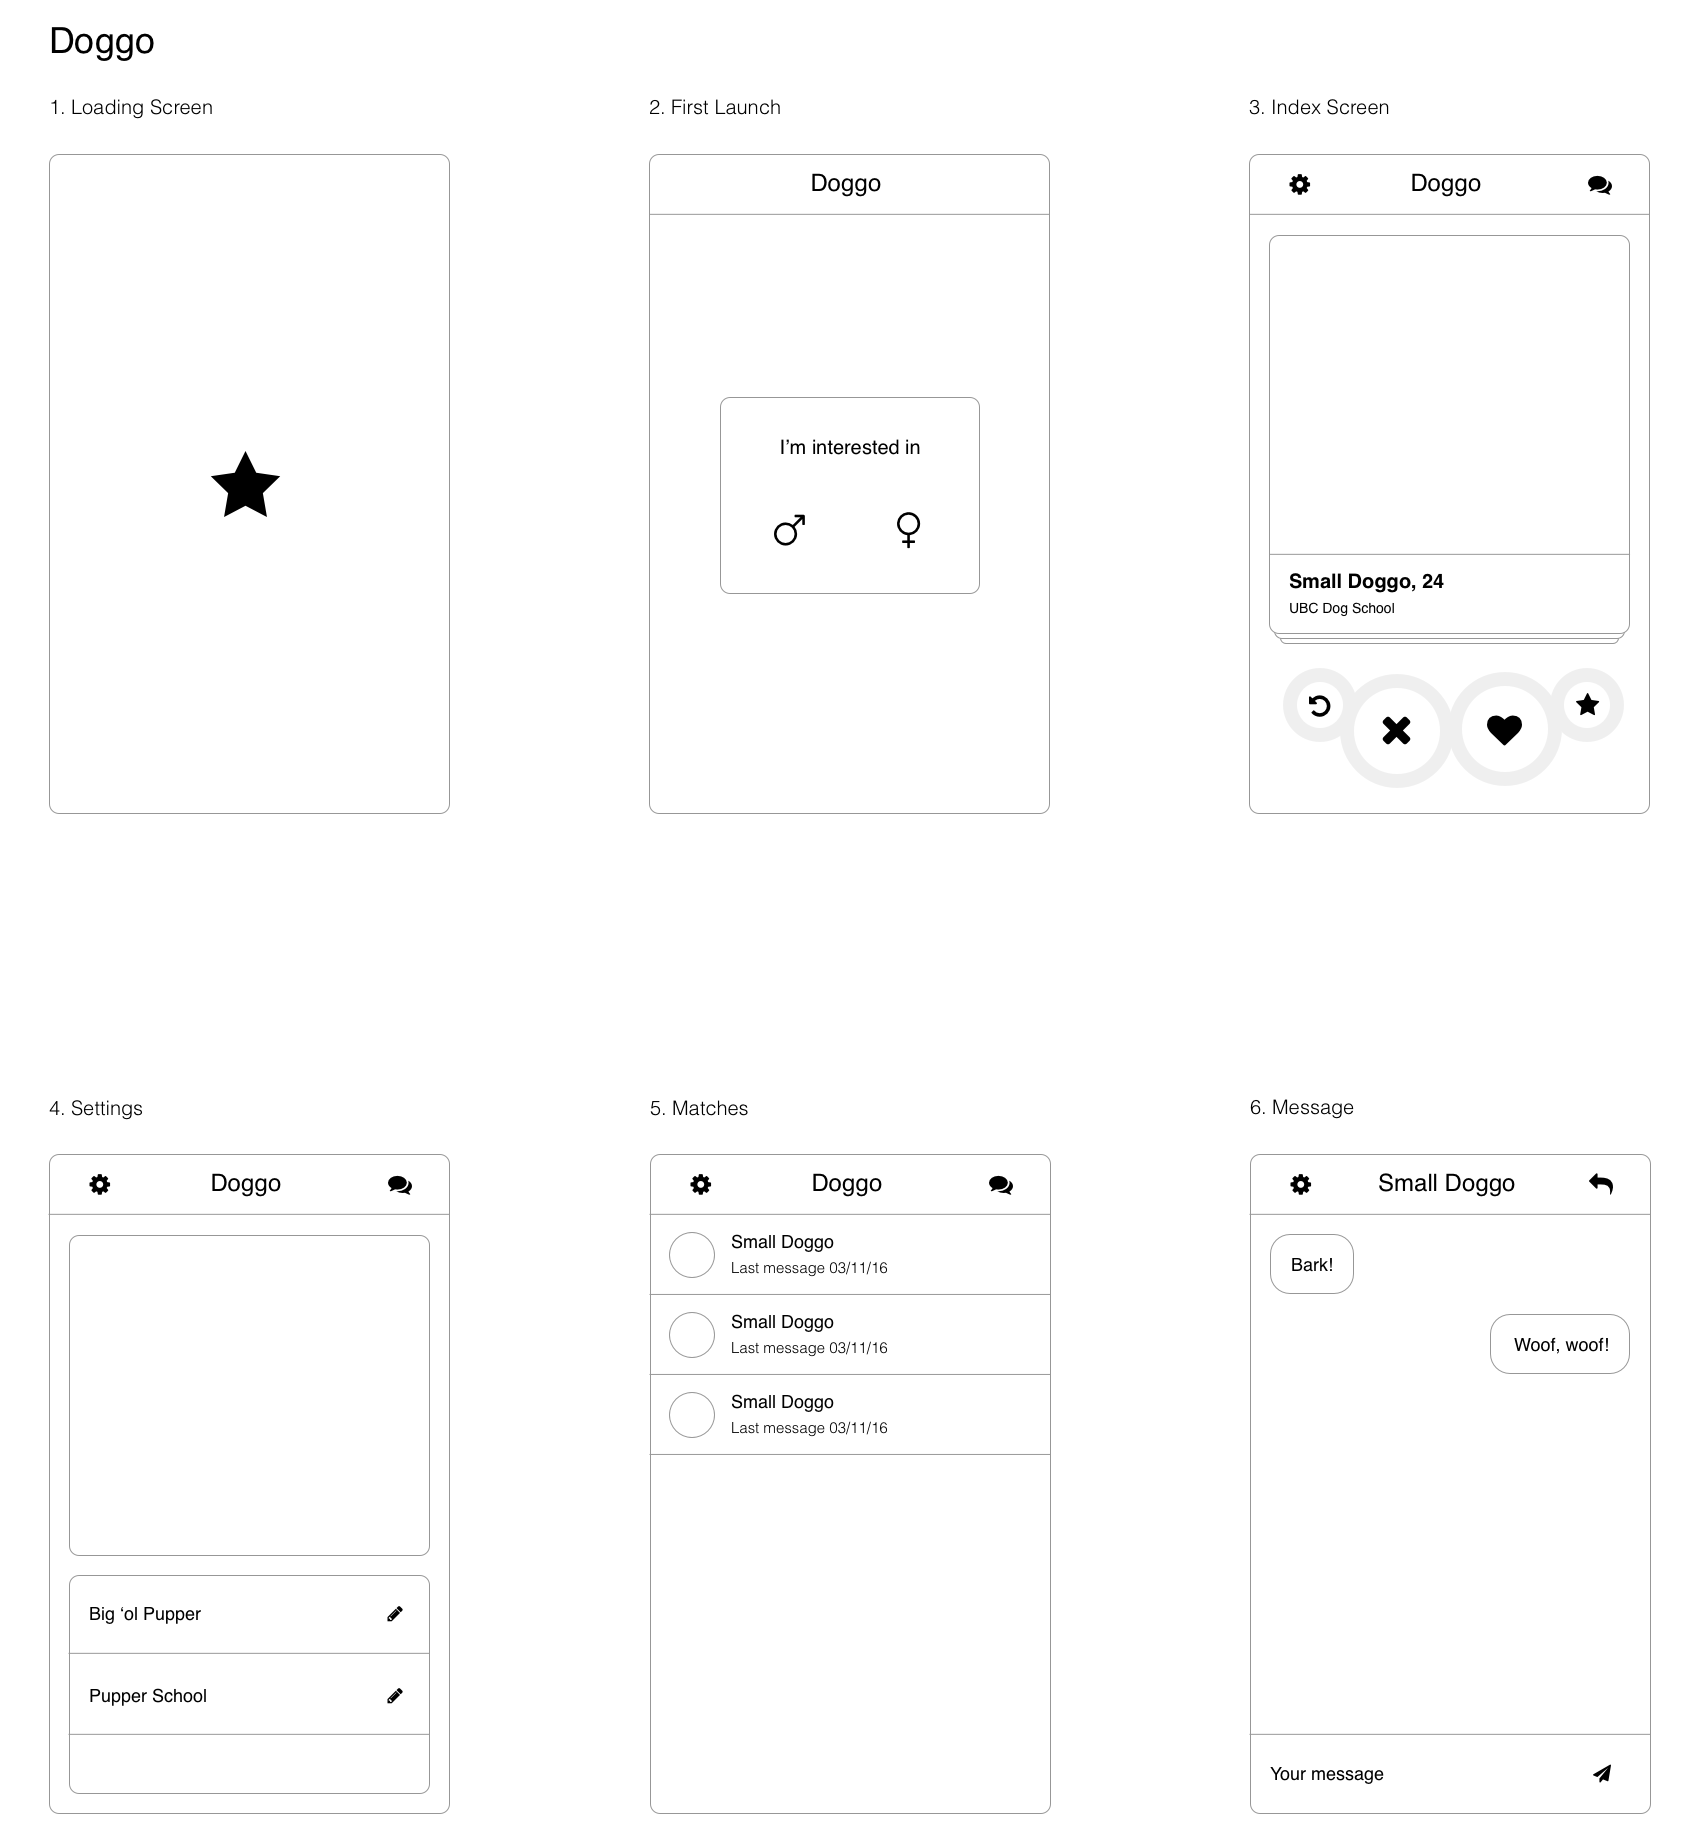 Doggo
1. Loading Screen
2. First Launch
3. Index Screen
Doggo
I’m interested in
Doggo
Small Doggo, 24
UBC Dog School
4. Settings
5. Matches
6. Message
Doggo
Big ‘ol Pupper
Pupper School
Doggo
Small Doggo
Last message 03/11/16
Small Doggo
Last message 03/11/16
Small Doggo
Last message 03/11/16
Small Doggo
Bark!
Woof, woof!
Your message